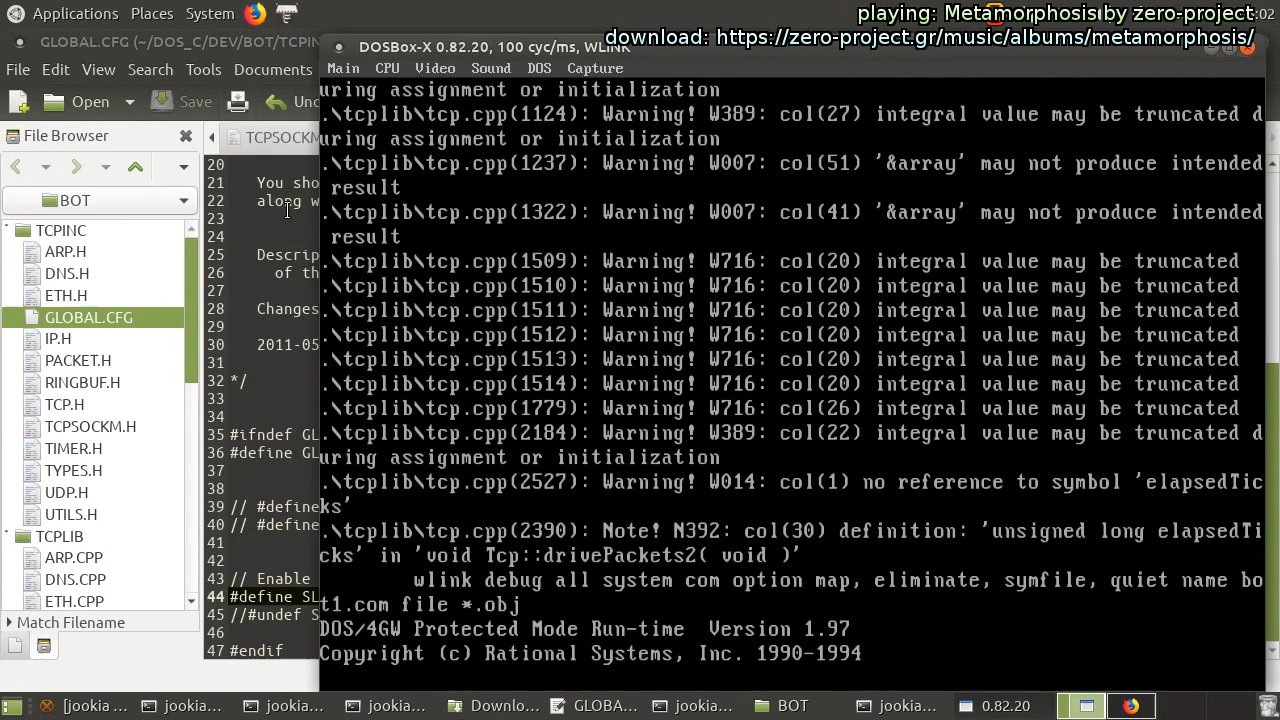 Applications Places System
:02
playing: Metamorphosis by zero-project
download: https://zero-project.gr/music/albums/metamorphosis/
GLOBAL.CFG (~/DOS_C/DEV/BOT/TCPIN
File Edit View Search Tools Documents
Open Save Und
File Browser
BOT
TCPINC
ARP.H
DNS.H
ETH.H
GLOBAL.CFG
IP.H
PACKET.H
RINGBUF.H
TCP.H
TCPSOCKM.H
TIMER.H
TYPES.H
UDP.H
UTILS.H
TCPLIB
ARP.CPP
DNS.CPP
ETH.CPP
Match Filename
TCPSOCKM
20
21 You sho
22 along w
23
24
25 Descrip
26 of th
27
28 Changes
29
30 2011-05
31
32 */
33
34
35 #ifndef GL
36 #define GL
37
38
39 // #define
40 // #define
41
42
43 // Enable
44 #define SL
45 //#undef S
46
47 #endif
DOSBox-X 0.82.20, 100 cyc/ms, WLINK
Main CPU Video Sound DOS Capture
uring assignment or initialization
.\tcplib\tcp.cpp(1124): Warning! W389: col(27) integral value may be truncated d
uring assignment or initialization
.\tcplib\tcp.cpp(1237): Warning! W007: col(51) '&array' may not produce intended
result
.\tcplib\tcp.cpp(1322): Warning! W007: col(41) '&array' may not produce intended
result
.\tcplib\tcp.cpp(1509): Warning! W716: col(20) integral value may be truncated
.\tcplib\tcp.cpp(1510): Warning! W716: col(20) integral value may be truncated
.\tcplib\tcp.cpp(1511): Warning! W716: col(20) integral value may be truncated
.\tcplib\tcp.cpp(1512): Warning! W716: col(20) integral value may be truncated
.\tcplib\tcp.cpp(1513): Warning! W716: col(20) integral value may be truncated
.\tcplib\tcp.cpp(1514): Warning! W716: col(20) integral value may be truncated
.\tcplib\tcp.cpp(1779): Warning! W716: col(26) integral value may be truncated
.\tcplib\tcp.cpp(2184): Warning! W389: col(22) integral value may be truncated d
uring assignment or initialization
.\tcplib\tcp.cpp(2527): Warning! W014: col(1) no reference to symbol 'elapsedTic
ks'
.\tcplib\tcp.cpp(2390): Note! N392: col(30) definition: 'unsigned long elapsedTi
cks' in 'void Tcp::drivePackets2( void )'
wlink debug all system com option map, eliminate, symfile, quiet name bo
t1.com file *.obj
DOS/4GW Protected Mode Run-time Version 1.97
Copyright (c) Rational Systems, Inc. 1990-1994
[jookia ... jookia... jookia... jookia... Downlo... GLOBA... jookia... BOT jookia... 0.82.20